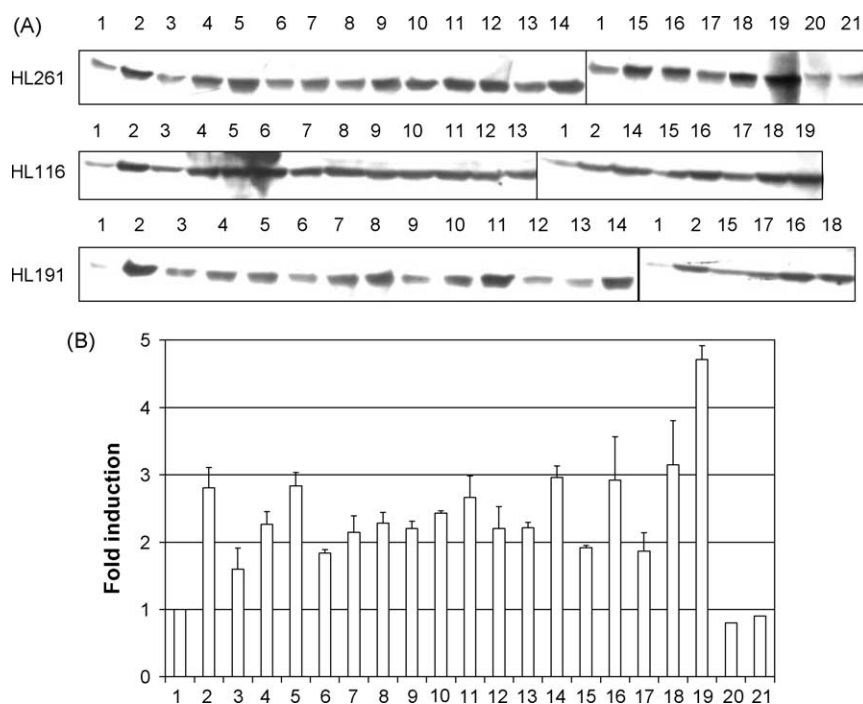 (A)
1 2 3 4 5 6 7 8 9 10 11 12 13 14 1 15 16 17 18 19 20 21
HL261
1 2 3 4 5 6 7 8 9 10 11 12 13 1 2 14 15 16 17 18 19
HL116
1 2 3 4 5 6 7 8 9 10 11 12 13 14 1 2 15 17 16 18
HL191
(B)
5
4
3
2
1
0
Fold induction
1 2 3 4 5 6 7 8 9 10 11 12 13 14 15 16 17 18 19 20 21